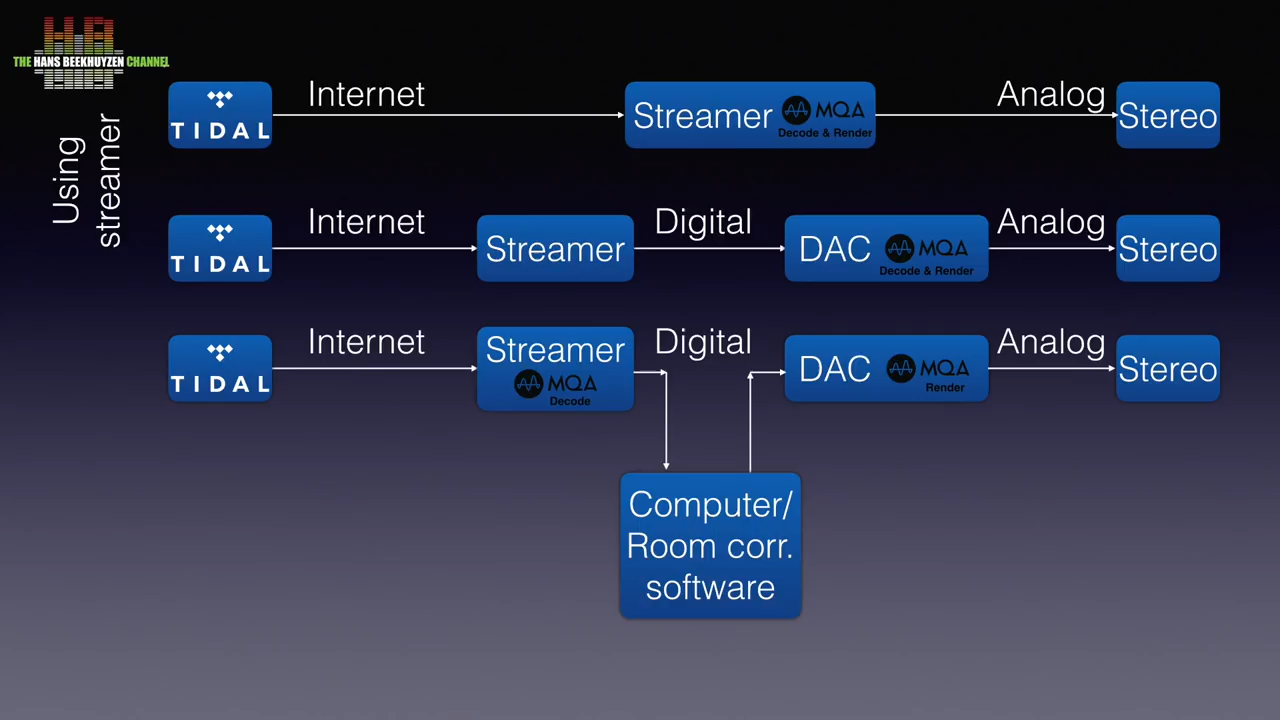 THE HANS BEEKHUYZEN CHANNEL
Using
streamer
Internet
Analog
TIDAL
Streamer MQA
Decode & Render
Stereo
Internet
Digital
Analog
TIDAL
Streamer
DAC MQA
Decode & Render
Stereo
Internet
Digital
Analog
TIDAL
Streamer
MQA
Decode
DAC MQA
Render
Stereo
Computer/
Room corr.
software